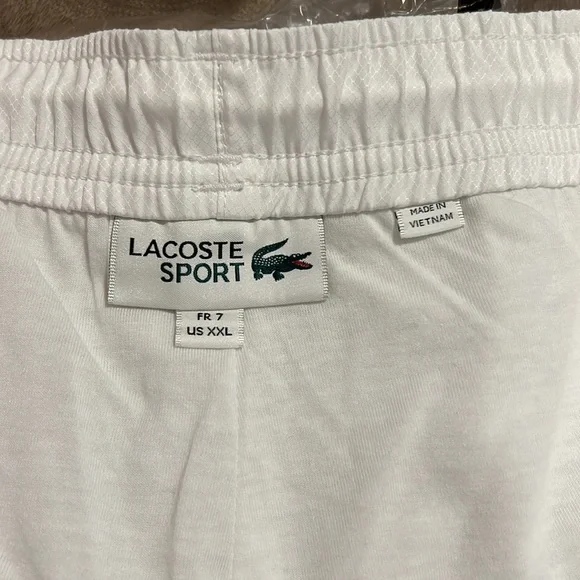 LACOSTE
SPORT
FR 7
US XXL
MADE IN
VIETNAM